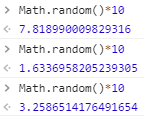 > Math.random()*10
< 7.818990009829316
> Math.random()*10
< 1.6336958205239305
> Math.random()*10
< 3.2586514176491654